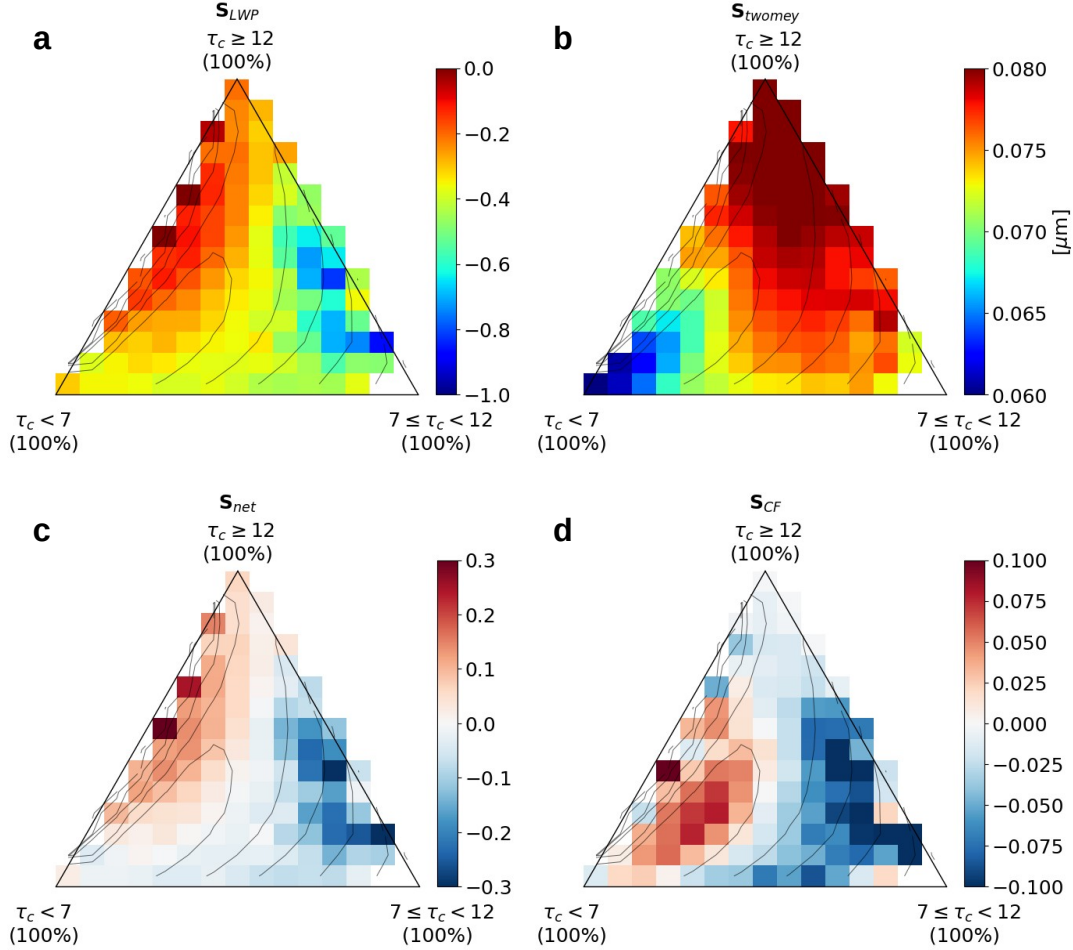 S_LWP
a
τ_c ≥ 12
(100%)
0.0
−0.2
−0.4
−0.6
−0.8
−1.0
τ_c < 7
(100%)
7 ≤ τ_c < 12
(100%)
S_twomey
b
τ_c ≥ 12
(100%)
0.080
0.075
0.070
0.065
0.060
[μm]
τ_c < 7
(100%)
7 ≤ τ_c < 12
(100%)
S_net
c
τ_c ≥ 12
(100%)
0.3
0.2
0.1
0.0
−0.1
−0.2
−0.3
τ_c < 7
(100%)
7 ≤ τ_c < 12
(100%)
S_CF
d
τ_c ≥ 12
(100%)
0.100
0.075
0.050
0.025
0.000
−0.025
−0.050
−0.075
−0.100
τ_c < 7
(100%)
7 ≤ τ_c < 12
(100%)